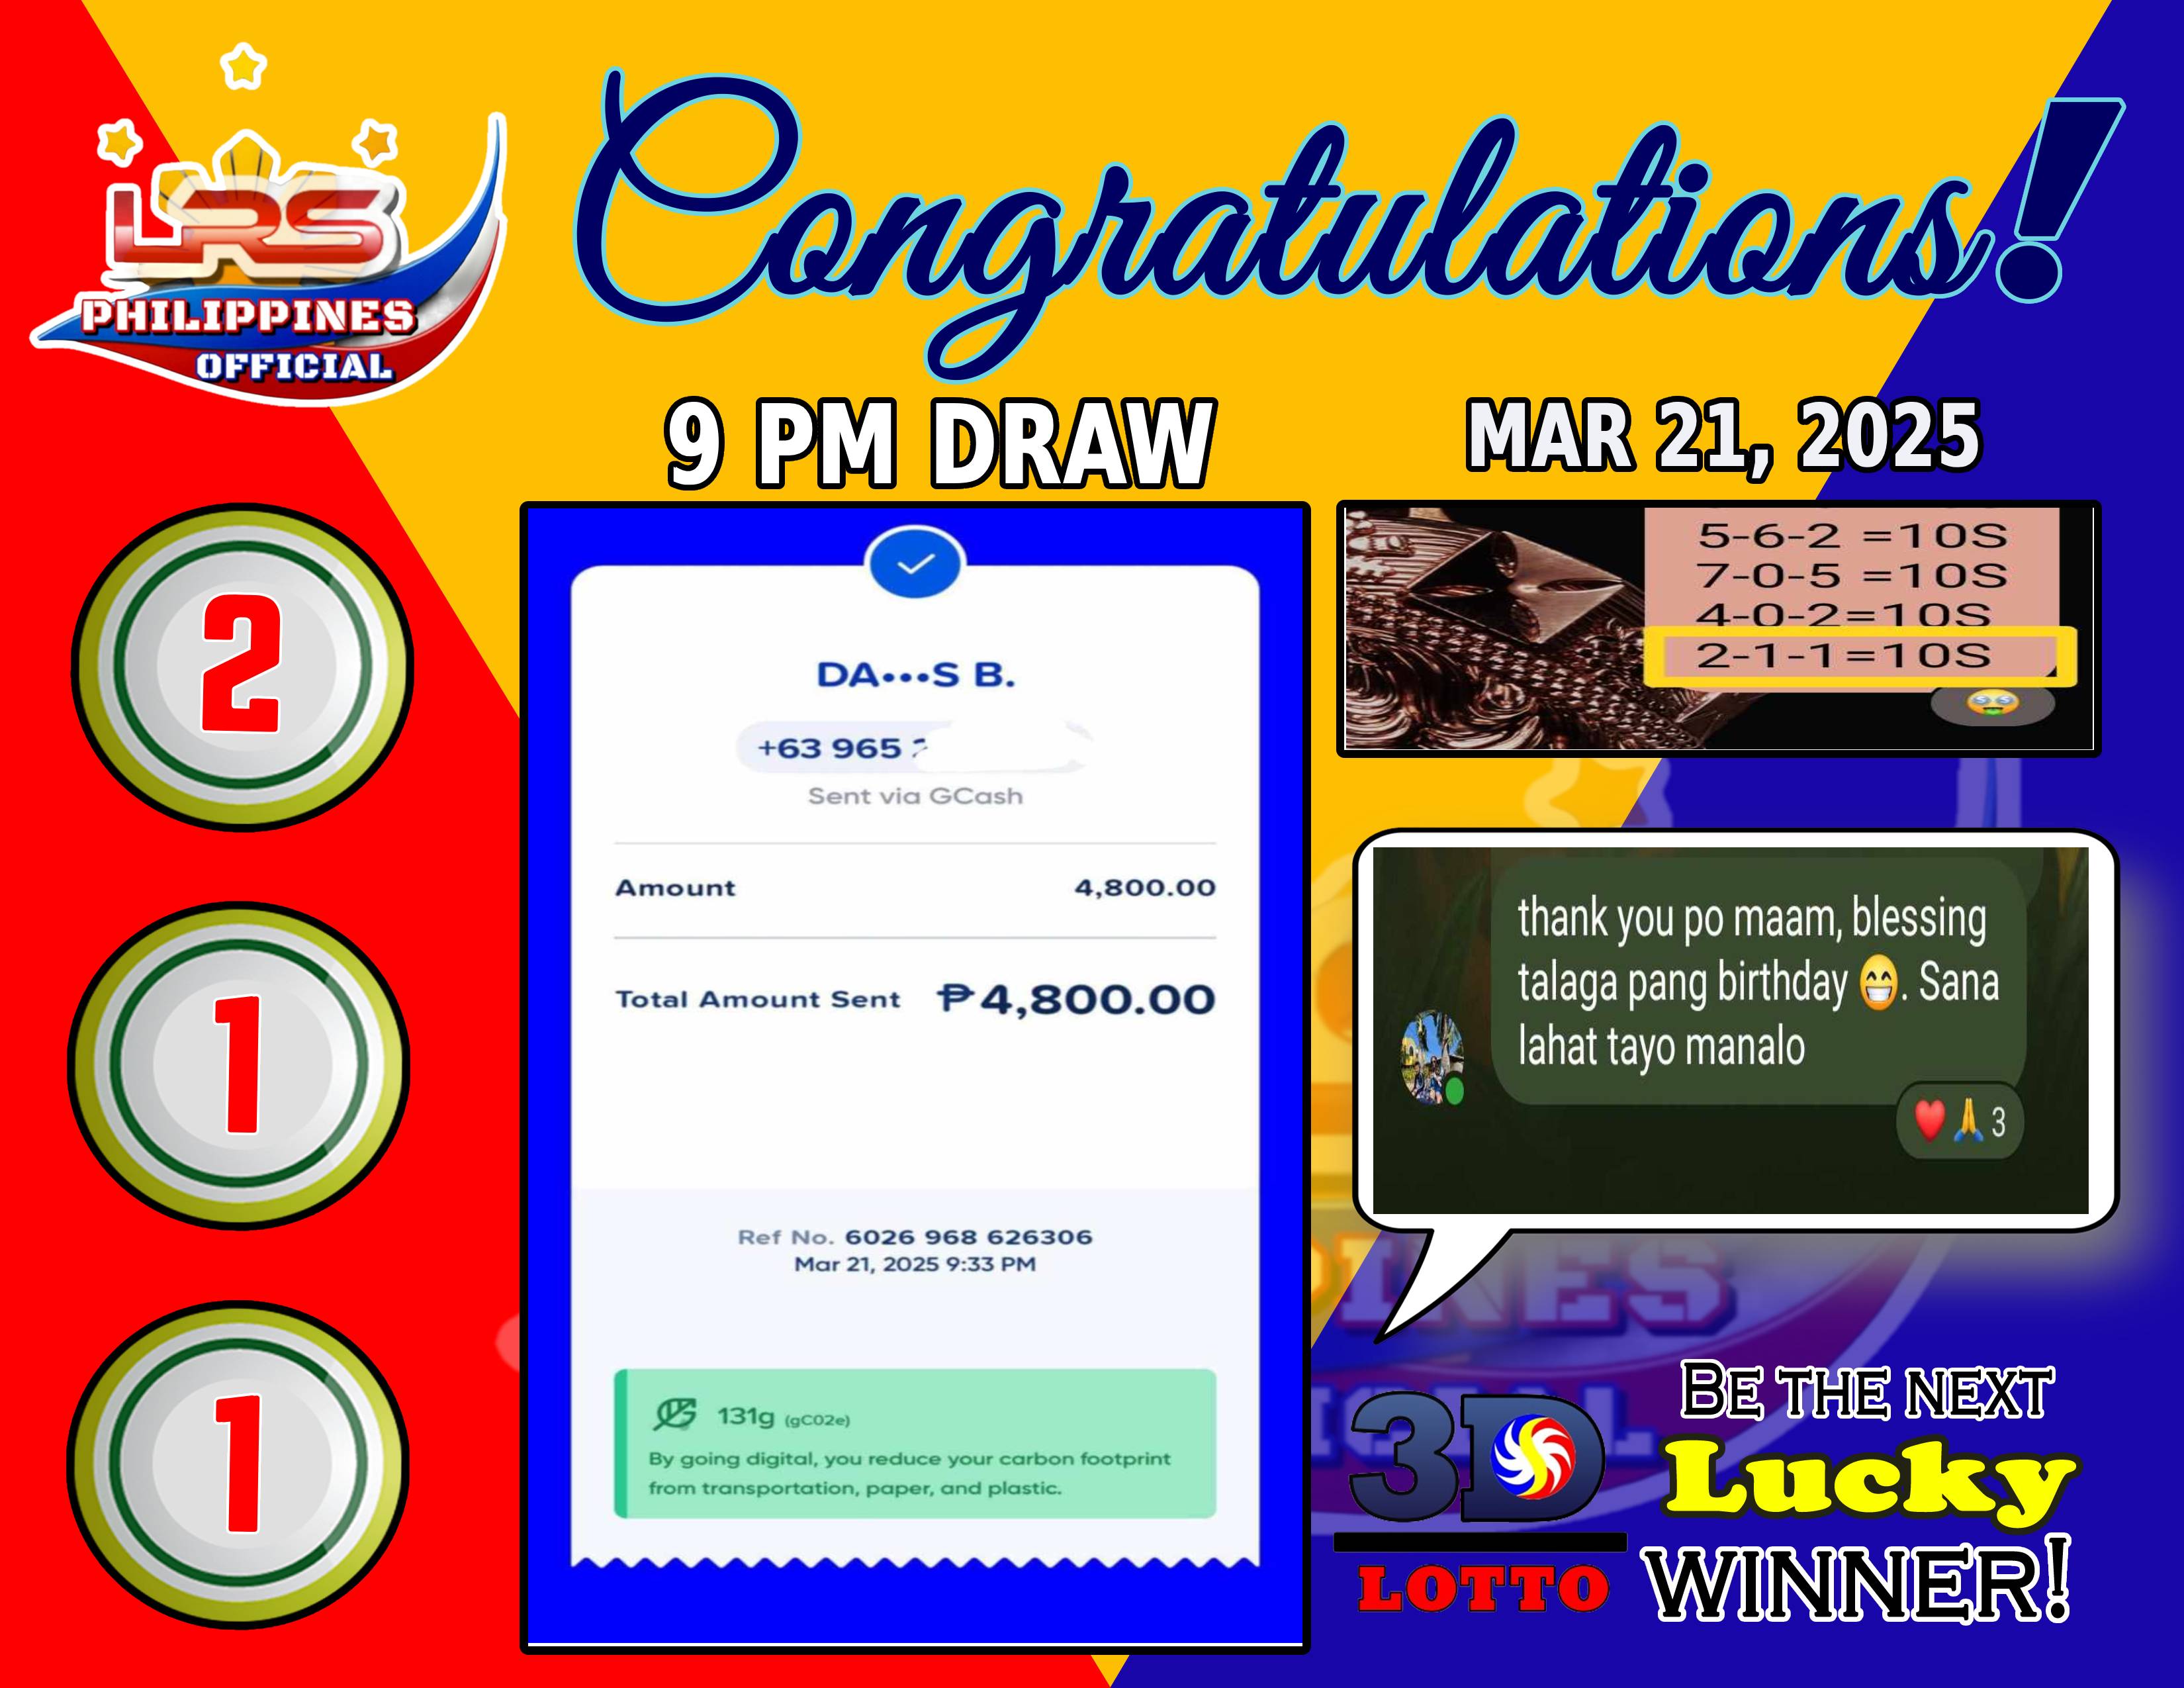 LRS
PHILIPPINES
OFFICIAL
Congratulations!
9 PM DRAW
MAR 21, 2025
2
1
1
DA•••S B.
+63 965
Sent via GCash
Amount 4,800.00
Total Amount Sent ₱4,800.00
Ref No. 6026 968 626306
Mar 21, 2025 9:33 PM
131g (gC02e)
By going digital, you reduce your carbon footprint
from transportation, paper, and plastic.
5-6-2 =10S
7-0-5 =10S
4-0-2=10S
2-1-1=10S
thank you po maam, blessing
talaga pang birthday 😁. Sana
lahat tayo manalo
❤️🙏 3
3D
LOTTO
BE THE NEXT
Lucky
WINNER!